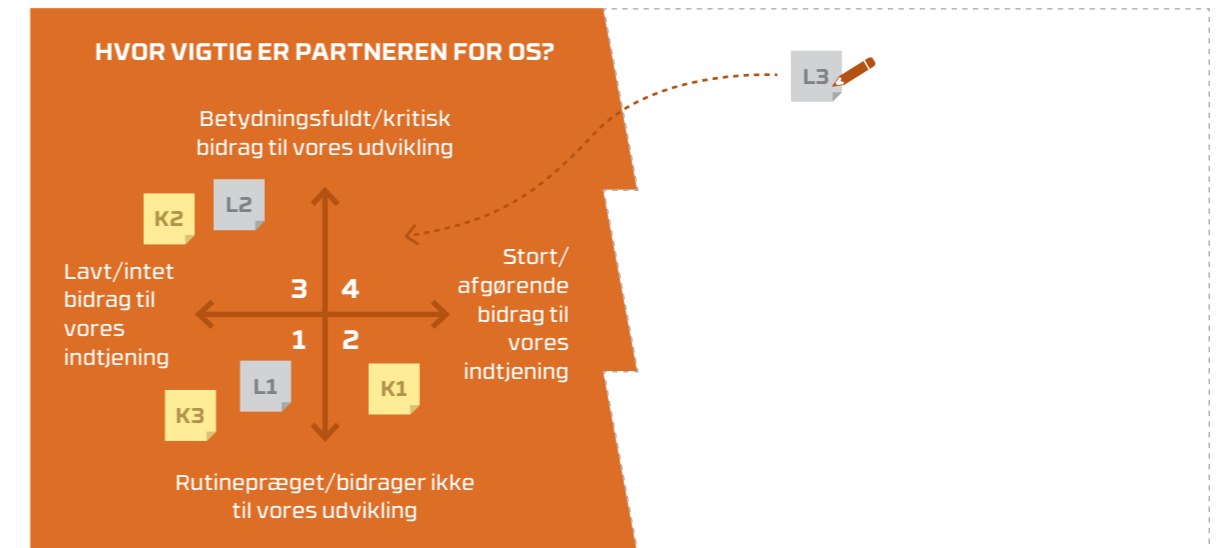 HVOR VIGTIG ER PARTNEREN FOR OS?
L3
Betydningsfuldt/kritisk
bidrag til vores udvikling
K2
L2
Lavt/intet
bidrag til
vores
indtjening
Stort/
afgørende
bidrag til
vores
indtjening
3 4
1 2
L1
K1
K3
Rutinepræget/bidrager ikke
til vores udvikling